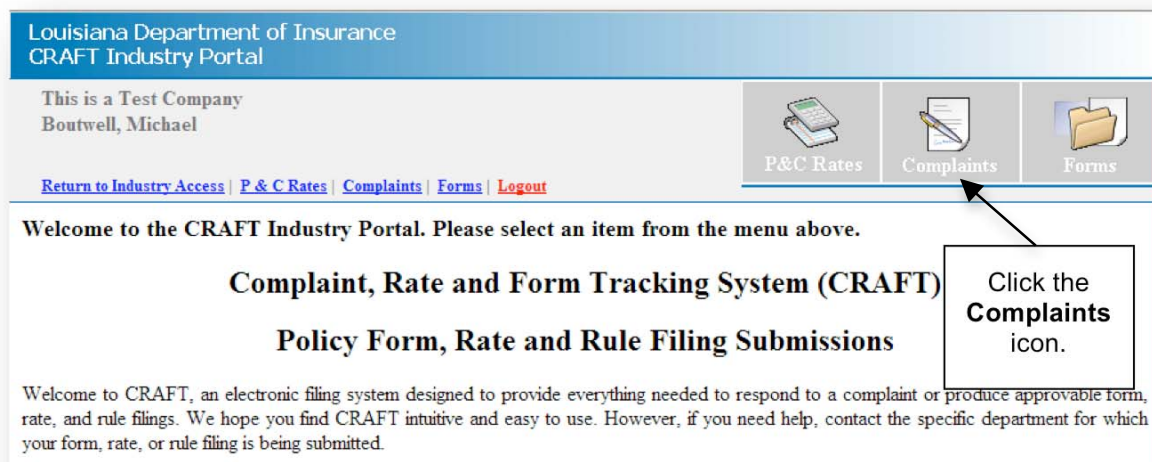 Louisiana Department of Insurance
CRAFT Industry Portal
This is a Test Company
Boutwell, Michael
P&C Rates
Complaints
Forms
Return to Industry Access | P & C Rates | Complaints | Forms | Logout
Welcome to the CRAFT Industry Portal. Please select an item from the menu above.
Complaint, Rate and Form Tracking System (CRAFT)
Policy Form, Rate and Rule Filing Submissions
Click the
Complaints
icon.
Welcome to CRAFT, an electronic filing system designed to provide everything needed to respond to a complaint or produce approvable form,
rate, and rule filings. We hope you find CRAFT intuitive and easy to use. However, if you need help, contact the specific department for which
your form, rate, or rule filing is being submitted.